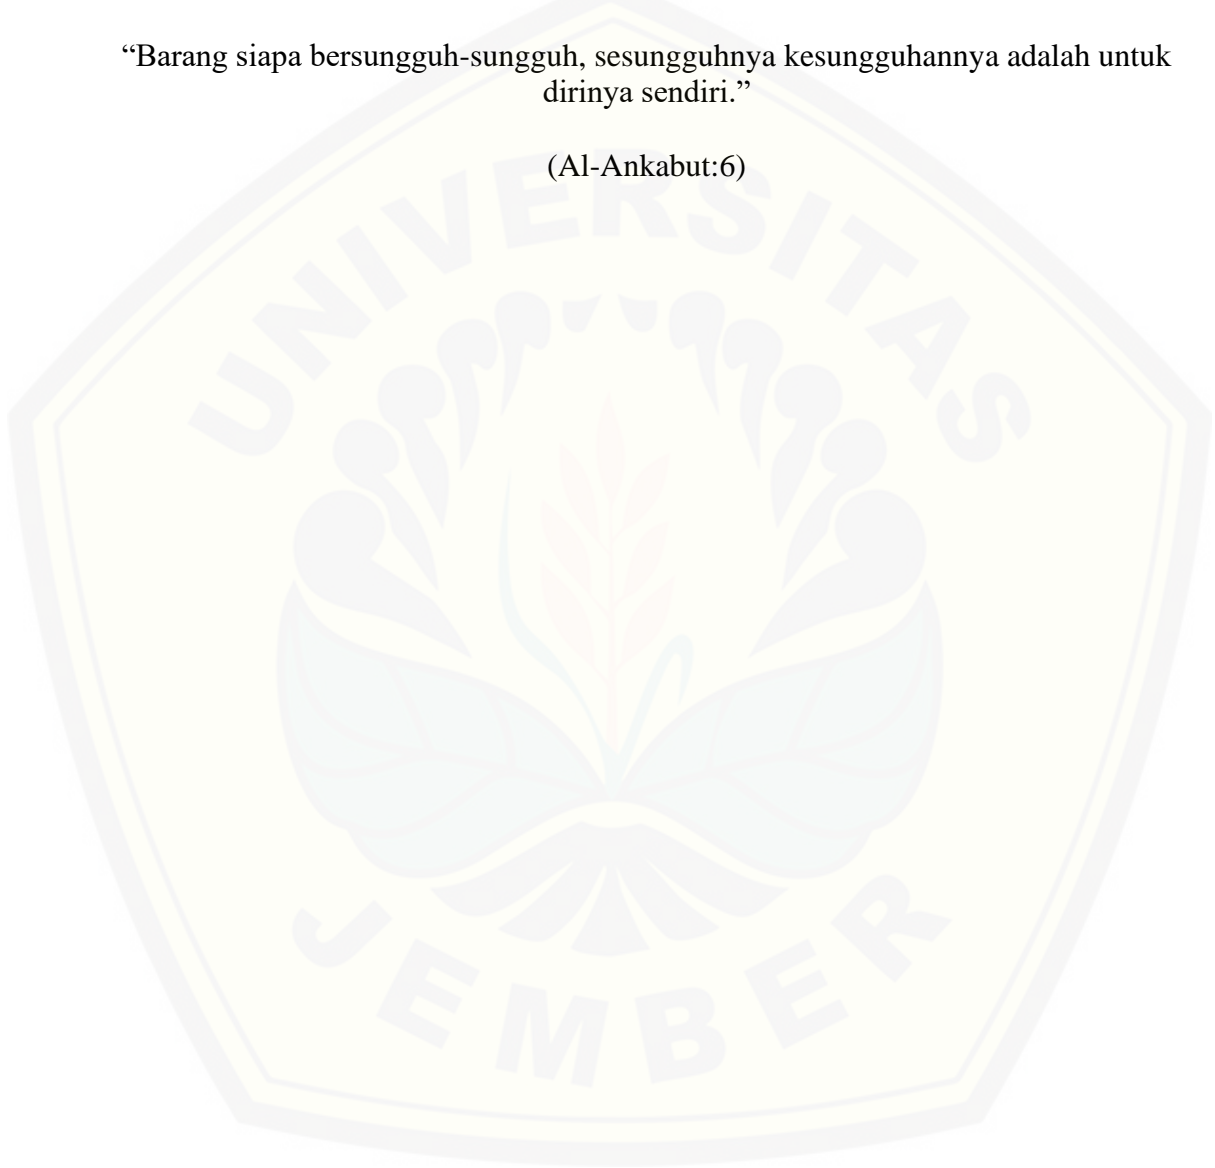 “Barang siapa bersungguh-sungguh, sesungguhnya kesungguhannya adalah untuk
dirinya sendiri.”
(Al-Ankabut:6)
UNIVERSITAS
JEMBER